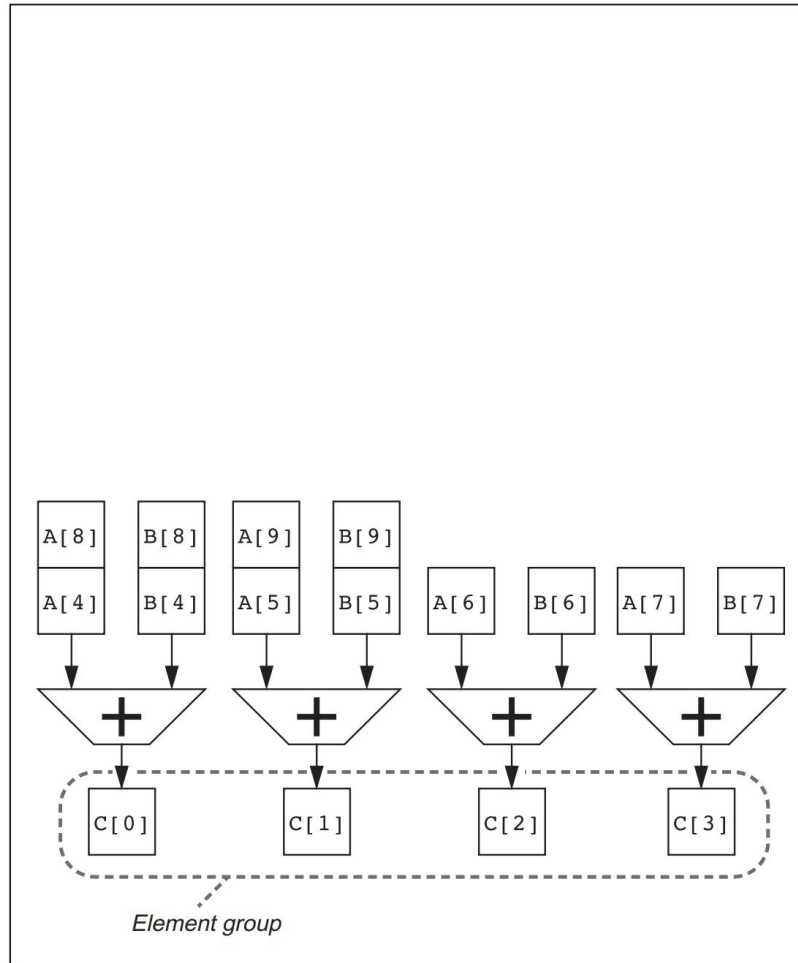 A[8] B[8] A[9] B[9]
A[4] B[4] A[5] B[5] A[6] B[6] A[7] B[7]
+ + + +
C[0] C[1] C[2] C[3]
Element group